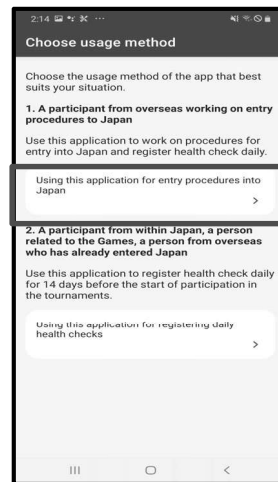 2:14
Choose usage method
Choose the usage method of the app that best
suits your situation.
1. A participant from overseas working on entry
procedures to Japan
Use this application to work on procedures for
entry into Japan and register health check daily.
Using this application for entry procedures into
Japan
2. A participant from within Japan, a person
related to the Games, a person from overseas
who has already entered Japan
Use this application to register health check daily
for 14 days before the start of participation in
the tournaments.
Using this application for registering daily
health checks